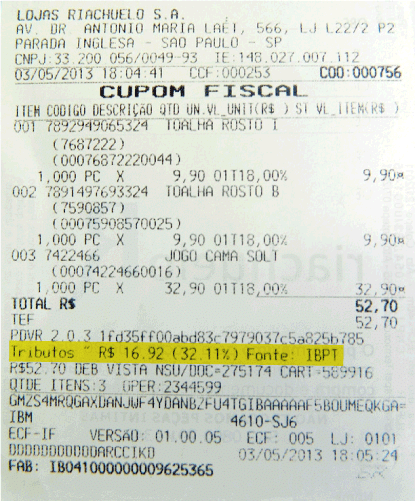 LOJAS RIACHUELO S.A.
AV. DR. ANTONIO MARIA LAET, 566, LJ L22/2 P2
PARADA INGLESA - SAO PAULO - SP
CNPJ:33.200 056/0049-93 IE:148.027.007.112
03/05/2013 18:04:41 CCF:000253 COO:000756
CUPOM FISCAL
ITEM CODIGO DESCRIÇÃO QTD UN.VL_UNIT(R$ ) ST VL_ITEM(R$ )
001 7892949065324 TOALHA ROSTO I
(7687222)
(00076872220044)
1,000 PC X 9,90 01T18,00% 9,90¤
002 7891497693324 TOALHA ROSTO B
(7590857)
(00075908570025)
1,000 PC X 9,90 01T18,00% 9,90¤
003 7422466 JOGO CAMA SOLT
(00074224660016)
1,000 PC X 32,90 01T18,00% 32,90¤
TOTAL R$ 52,70
TEF 52,70
PDVR 2.0.3 1fd35ff00abd83c7979037c5a825b785
Tributos ~ R$ 16.92 (32.11%) Fonte: IBPT
R$52.70 DEB VISTA NSU/DOC=275174 CART=589916
QTDE ITENS:3 OPER:2344599
GMZS4MRQGAXDANJWF4YDANBZFU4TGIBAAAAAF5BOUMEQKGA=
IBM 4610-SJ6
ECF-IF VERSÃO: 01.00.05 ECF: 005 LJ: 0101
DDDDDDDDDDDARCCIKD 03/05/2013 18:05:24
FAB: IB041000000009625365
BR